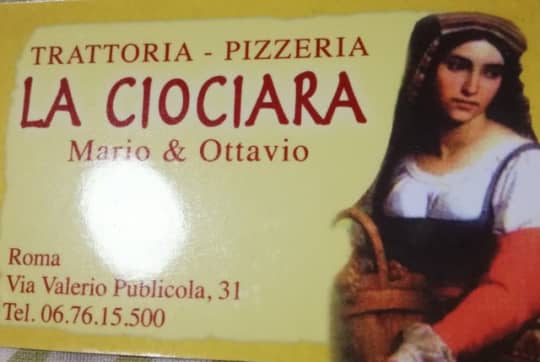 TRATTORIA - PIZZERIA
LA CIOCIARA
Mario & Ottavio
Roma
Via Valerio Publicola, 31
Tel. 06.76.15.500